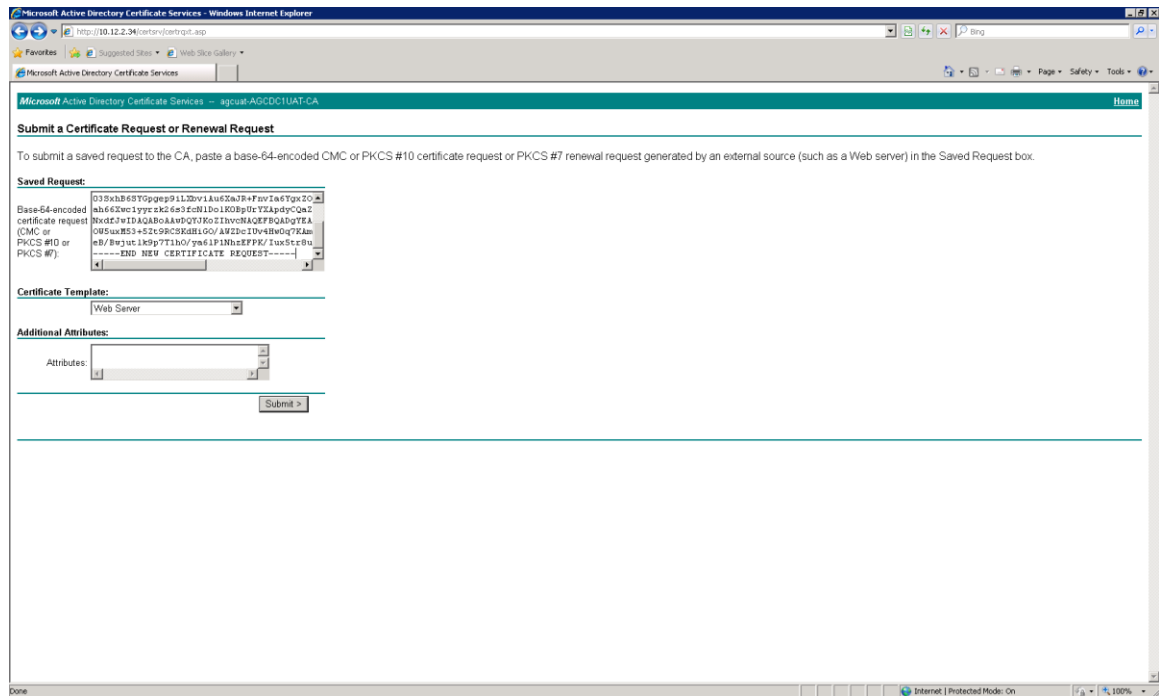 Microsoft Active Directory Certificate Services - Windows Internet Explorer
http://10.12.2.34/certsrv/certrqxt.asp
Bing
Favorites Suggested Sites Web Slice Gallery
Microsoft Active Directory Certificate Services
Page Safety Tools
Microsoft Active Directory Certificate Services -- agcuat-AGCDC1UAT-CA Home
Submit a Certificate Request or Renewal Request
To submit a saved request to the CA, paste a base-64-encoded CMC or PKCS #10 certificate request or PKCS #7 renewal request generated by an external source (such as a Web server) in the Saved Request box.
Saved Request:
Base-64-encoded
certificate request
(CMC or
PKCS #10 or
PKCS #7):
-----END NEW CERTIFICATE REQUEST-----
Certificate Template:
Web Server
Additional Attributes:
Attributes:
Submit >
Done
Internet | Protected Mode: On
100%